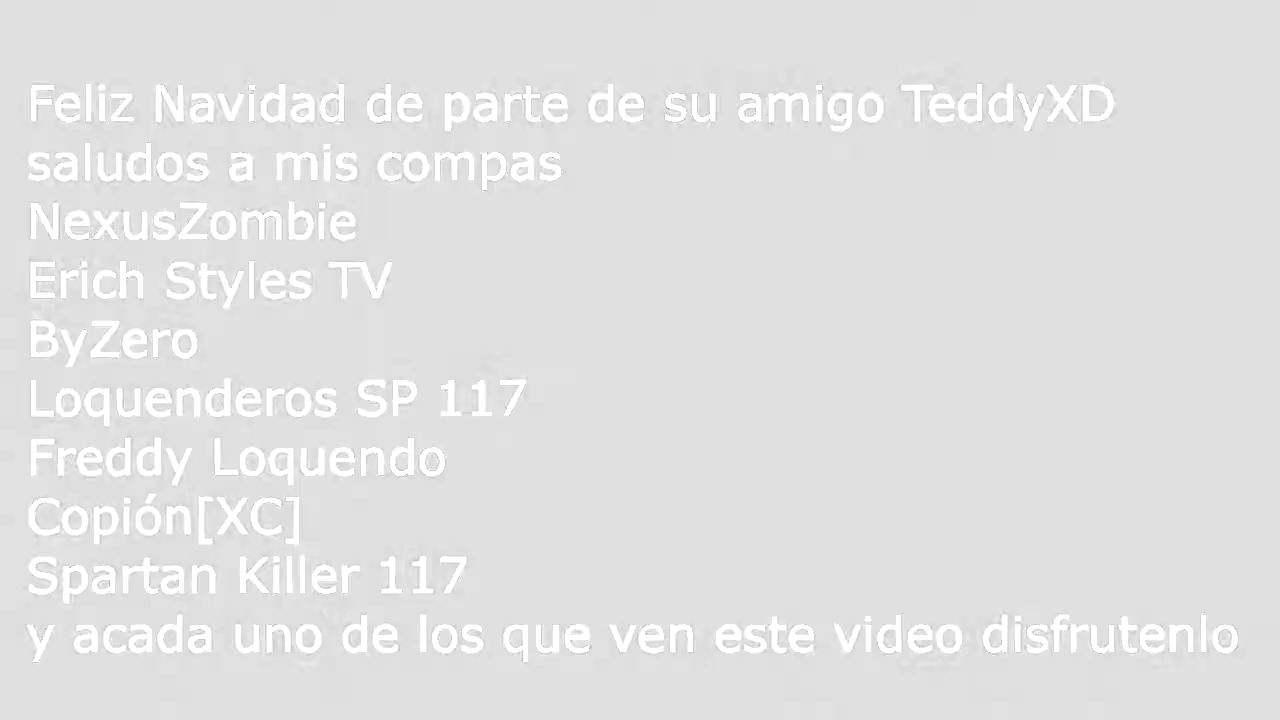 Feliz Navidad de parte de su amigo TeddyXD
saludos a mis compas
NexusZombie
Erich Styles TV
ByZero
Loquenderos SP 117
Freddy Loquendo
Copión[XC]
Spartan Killer 117
y acada uno de los que ven este video disfrutenlo